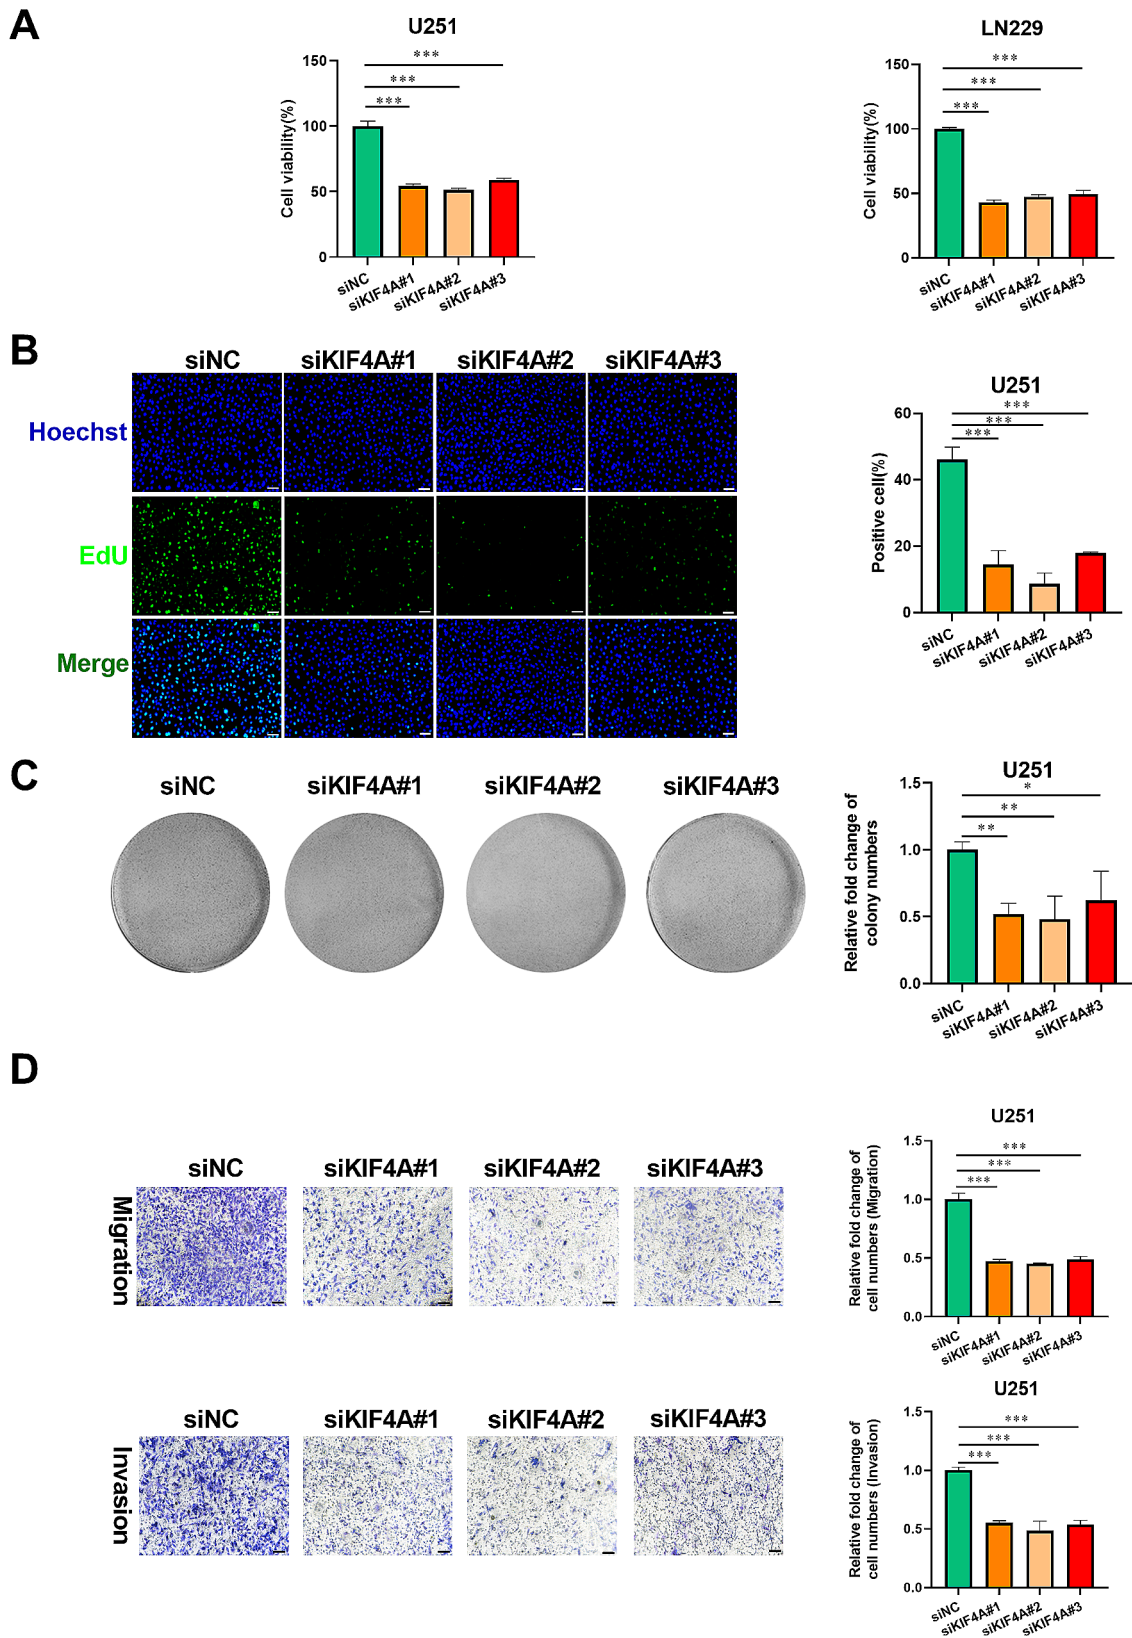 A
U251
Cell viability(%)
150
100
50
0
***
***
***
siNC
siKIF4A#1
siKIF4A#2
siKIF4A#3
LN229
Cell viability(%)
150
100
50
0
***
***
***
siNC
siKIF4A#1
siKIF4A#2
siKIF4A#3
B
siNC siKIF4A#1 siKIF4A#2 siKIF4A#3
Hoechst
EdU
Merge
U251
Positive cell(%)
60
40
20
0
***
***
***
siNC
siKIF4A#1
siKIF4A#2
siKIF4A#3
C
siNC siKIF4A#1 siKIF4A#2 siKIF4A#3
U251
Relative fold change of
colony numbers
1.5
1.0
0.5
0.0
*
**
**
siNC
siKIF4A#1
siKIF4A#2
siKIF4A#3
D
siNC siKIF4A#1 siKIF4A#2 siKIF4A#3
Migration
U251
Relative fold change of
cell numbers (Migration)
1.5
1.0
0.5
0.0
***
***
***
siNC
siKIF4A#1
siKIF4A#2
siKIF4A#3
siNC siKIF4A#1 siKIF4A#2 siKIF4A#3
Invasion
U251
Relative fold change of
cell numbers (Invasion)
1.5
1.0
0.5
0.0
***
***
***
siNC
siKIF4A#1
siKIF4A#2
siKIF4A#3